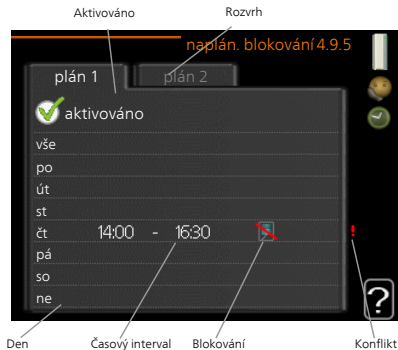 Aktivováno Rozvrh
naplán. blokování 4.9.5
plán 1 plán 2
aktivováno
vše
po
út
st
čt 14:00 - 16:30 !
pá
so
ne
?
Den Časový interval Blokování Konflikt